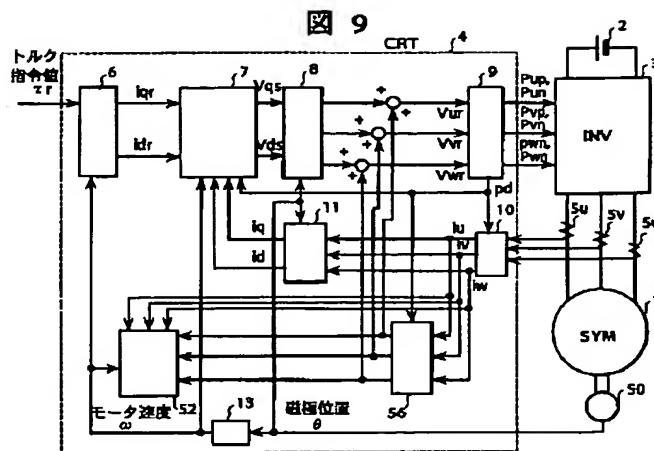 図 9
CRT
4
2
トルク
指令値
τr
6
7
8
9
3
iqr
idr
Vqs
Vds
+
+
+
+
+
+
Vur
Vvr
Vwr
Pup,
Pun
Pvp,
Pvn
pwn,
Pwn
INV
pd
5u
5v
11
10
iq
id
iu
iv
iw
SYM
50
52
56
モータ速度
ω
13
磁極位置
θ